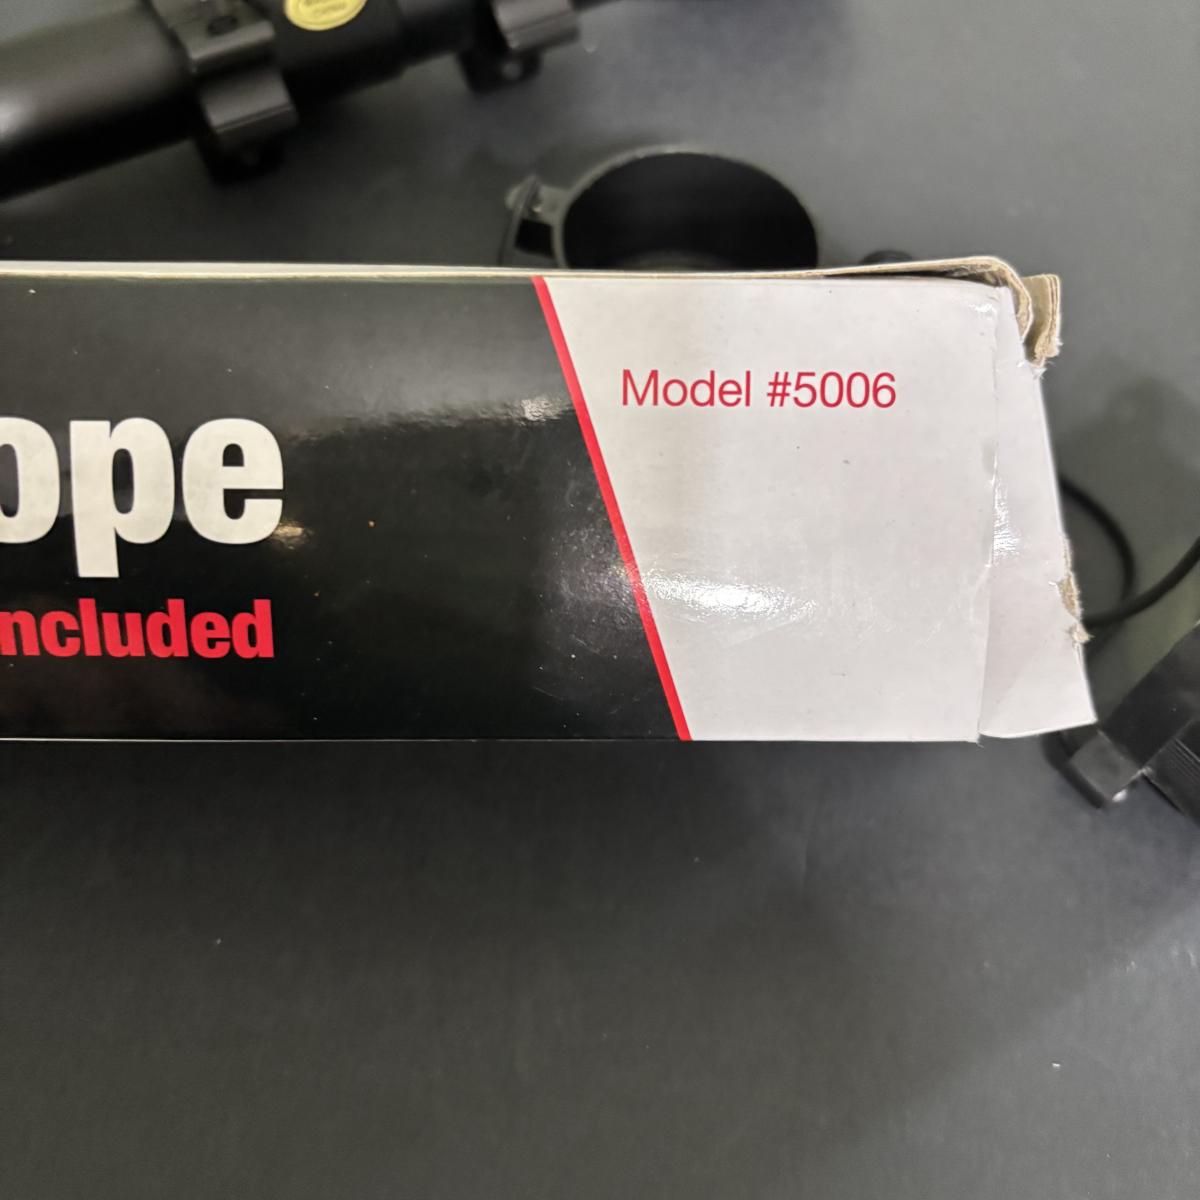 Model #5006
ope
ncluded